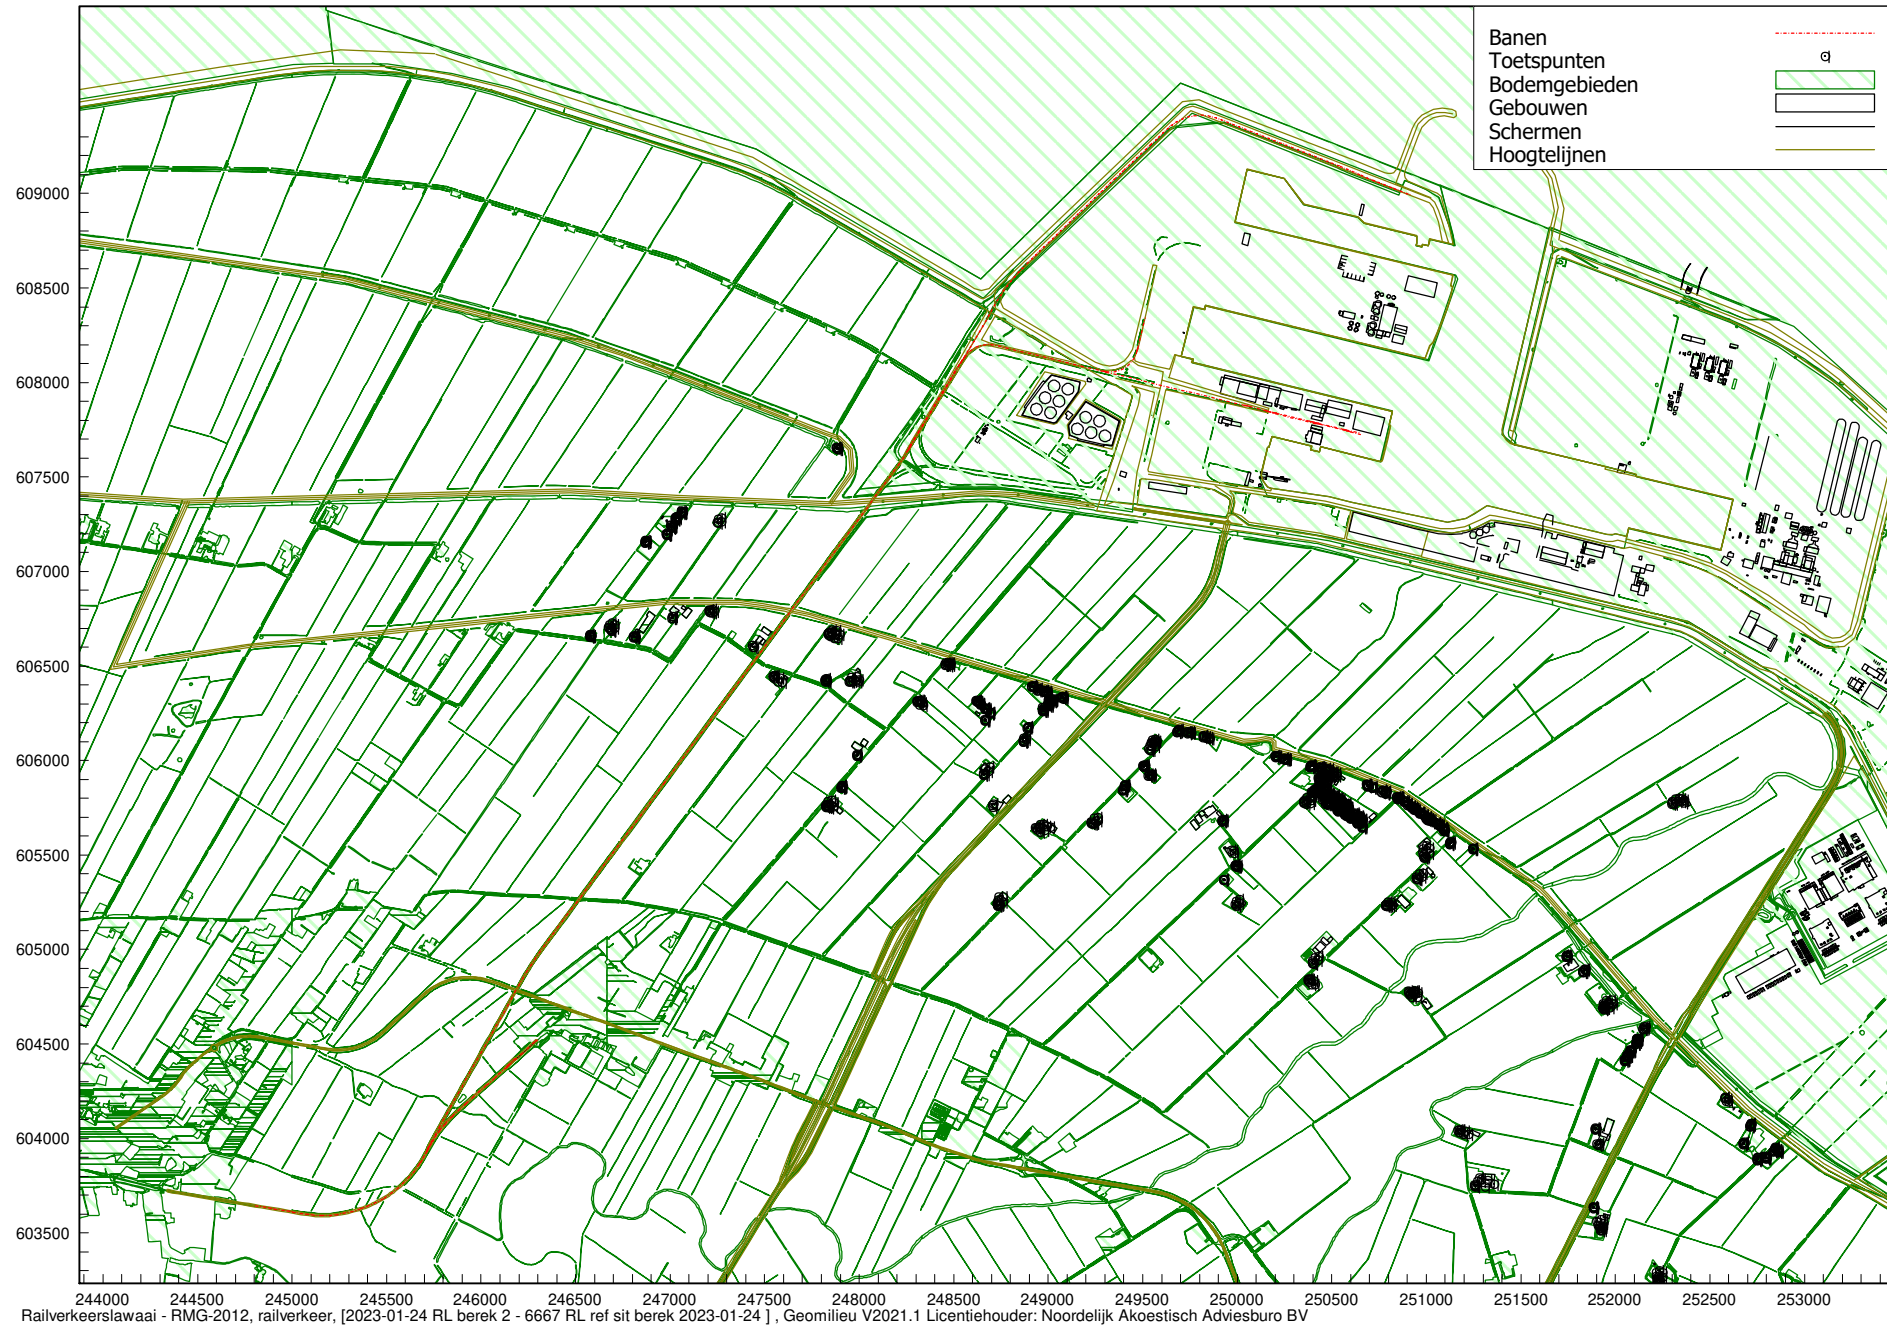 Banen
Toetspunten
Bodemgebieden
Gebouwen
Schermen
Hoogtelijnen
609000
608500
608000
607500
607000
606500
606000
605500
605000
604500
604000
603500
244000 244500 245000 245500 246000 246500 247000 247500 248000 248500 249000 249500 250000 250500 251000 251500 252000 252500 253000
Railverkeerslawaai - RMG-2012, railverkeer, [2023-01-24 RL berek 2 - 6667 RL ref sit berek 2023-01-24 ] , Geomilieu V2021.1 Licentiehouder: Noordelijk Akoestisch Adviesburo BV